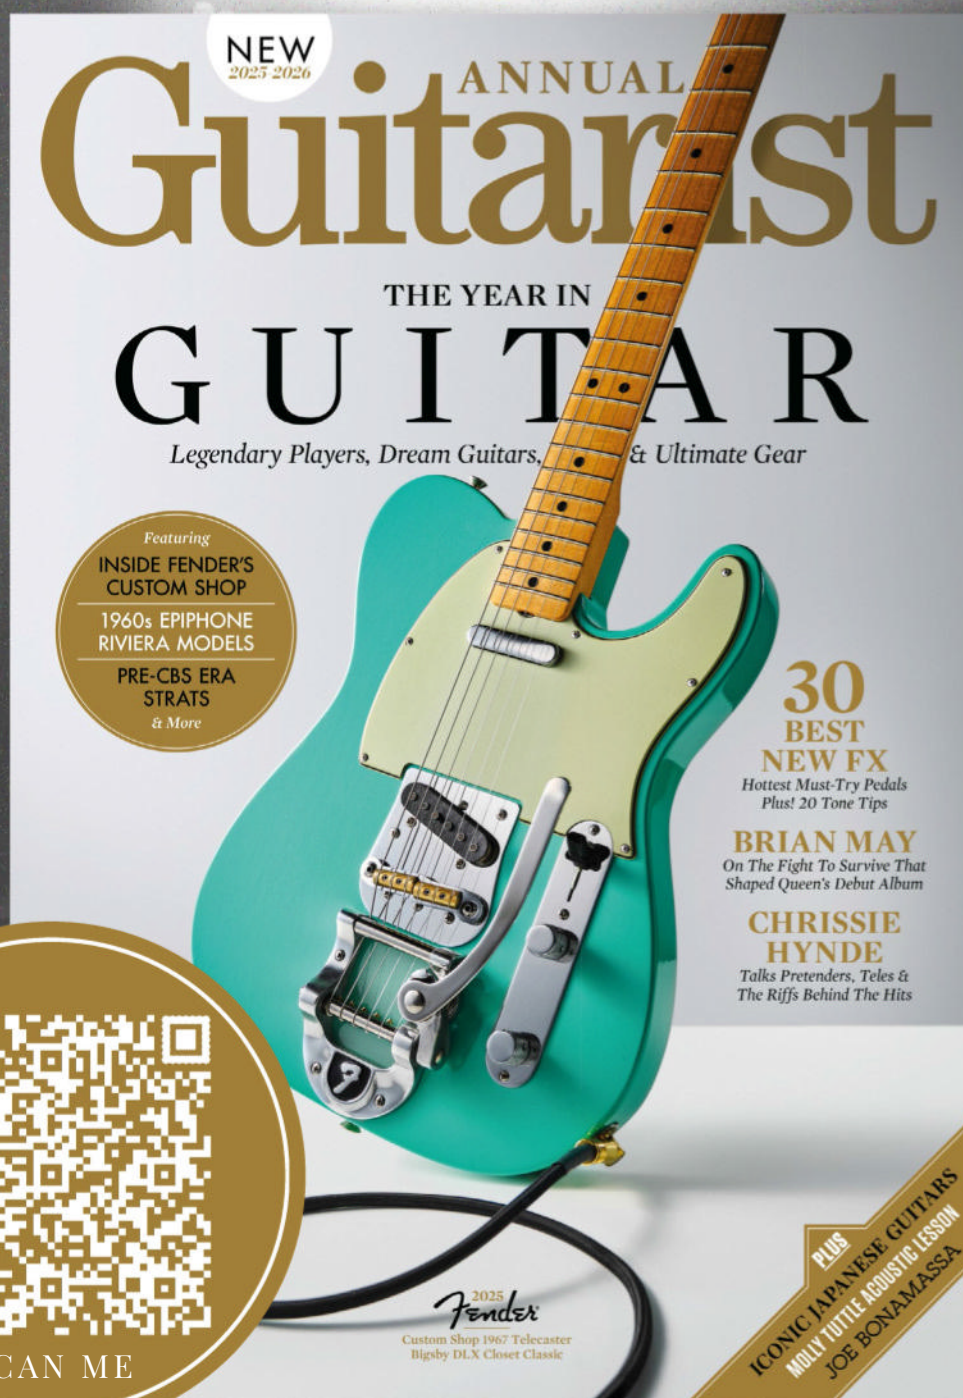 NEW
2025-2026
ANNUAL
Guitarist
THE YEAR IN
GUITAR
Legendary Players, Dream Guitars, & Ultimate Gear
Featuring
INSIDE FENDER'S
CUSTOM SHOP
1960s EPIPHONE
RIVIERA MODELS
PRE-CBS ERA
STRATS
& More
30
BEST
NEW FX
Hottest Must-Try Pedals
Plus! 20 Tone Tips
BRIAN MAY
On The Fight To Survive That
Shaped Queen's Debut Album
CHRISSIE
HYNDE
Talks Pretenders, Teles &
The Riffs Behind The Hits
CAN ME
2025
Fender
Custom Shop 1967 Telecaster
Bigsby DLX Closet Classic
PLUS
ICONIC JAPANESE GUITARS
MOLLY TUTTLE ACOUSTIC LESSON
JOE BONAMASSA